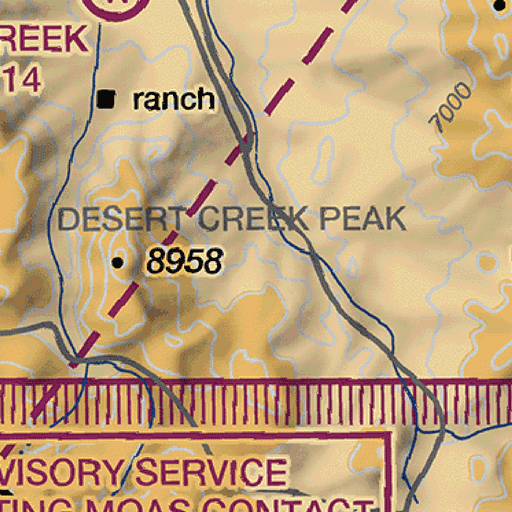 REEK
14
ranch
7000
DESERT CREEK PEAK
8958
VISORY SERVICE
TING MOAS CONTACT